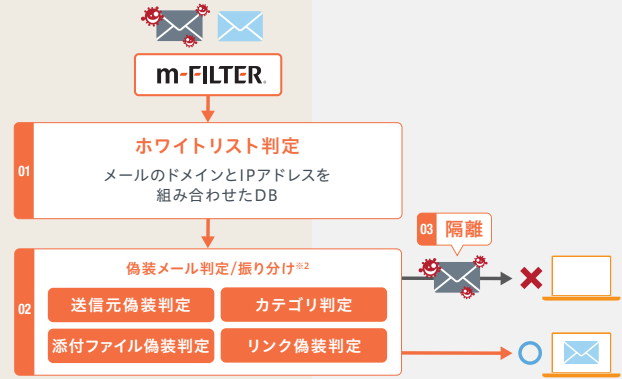 m-FILTER®
01
ホワイトリスト判定
メールのドメインとIPアドレスを
組み合わせたDB
03 隔離
02
偽装メール判定/振り分け※2
送信元偽装判定 カテゴリ判定
添付ファイル偽装判定 リンク偽装判定